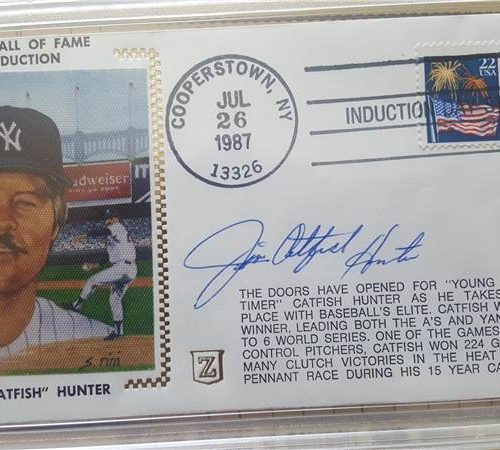 ALL OF FAME
DUCTION
COOPERSTOWN, NY
JUL
26
1987
13326
INDUCTION
22
USA
NY
Budweiser
Jim Catfish Hunter
THE DOORS HAVE OPENED FOR "YOUNG
TIMER" CATFISH HUNTER AS HE TAKES
PLACE WITH BASEBALL'S ELITE. CATFISH
WINNER, LEADING BOTH THE A'S AND YAN
TO 6 WORLD SERIES. ONE OF THE GAMES
CONTROL PITCHERS, CATFISH WON 224 G
MANY CLUTCH VICTORIES IN THE HEAT
PENNANT RACE DURING HIS 15 YEAR CA
Z
ATFISH" HUNTER